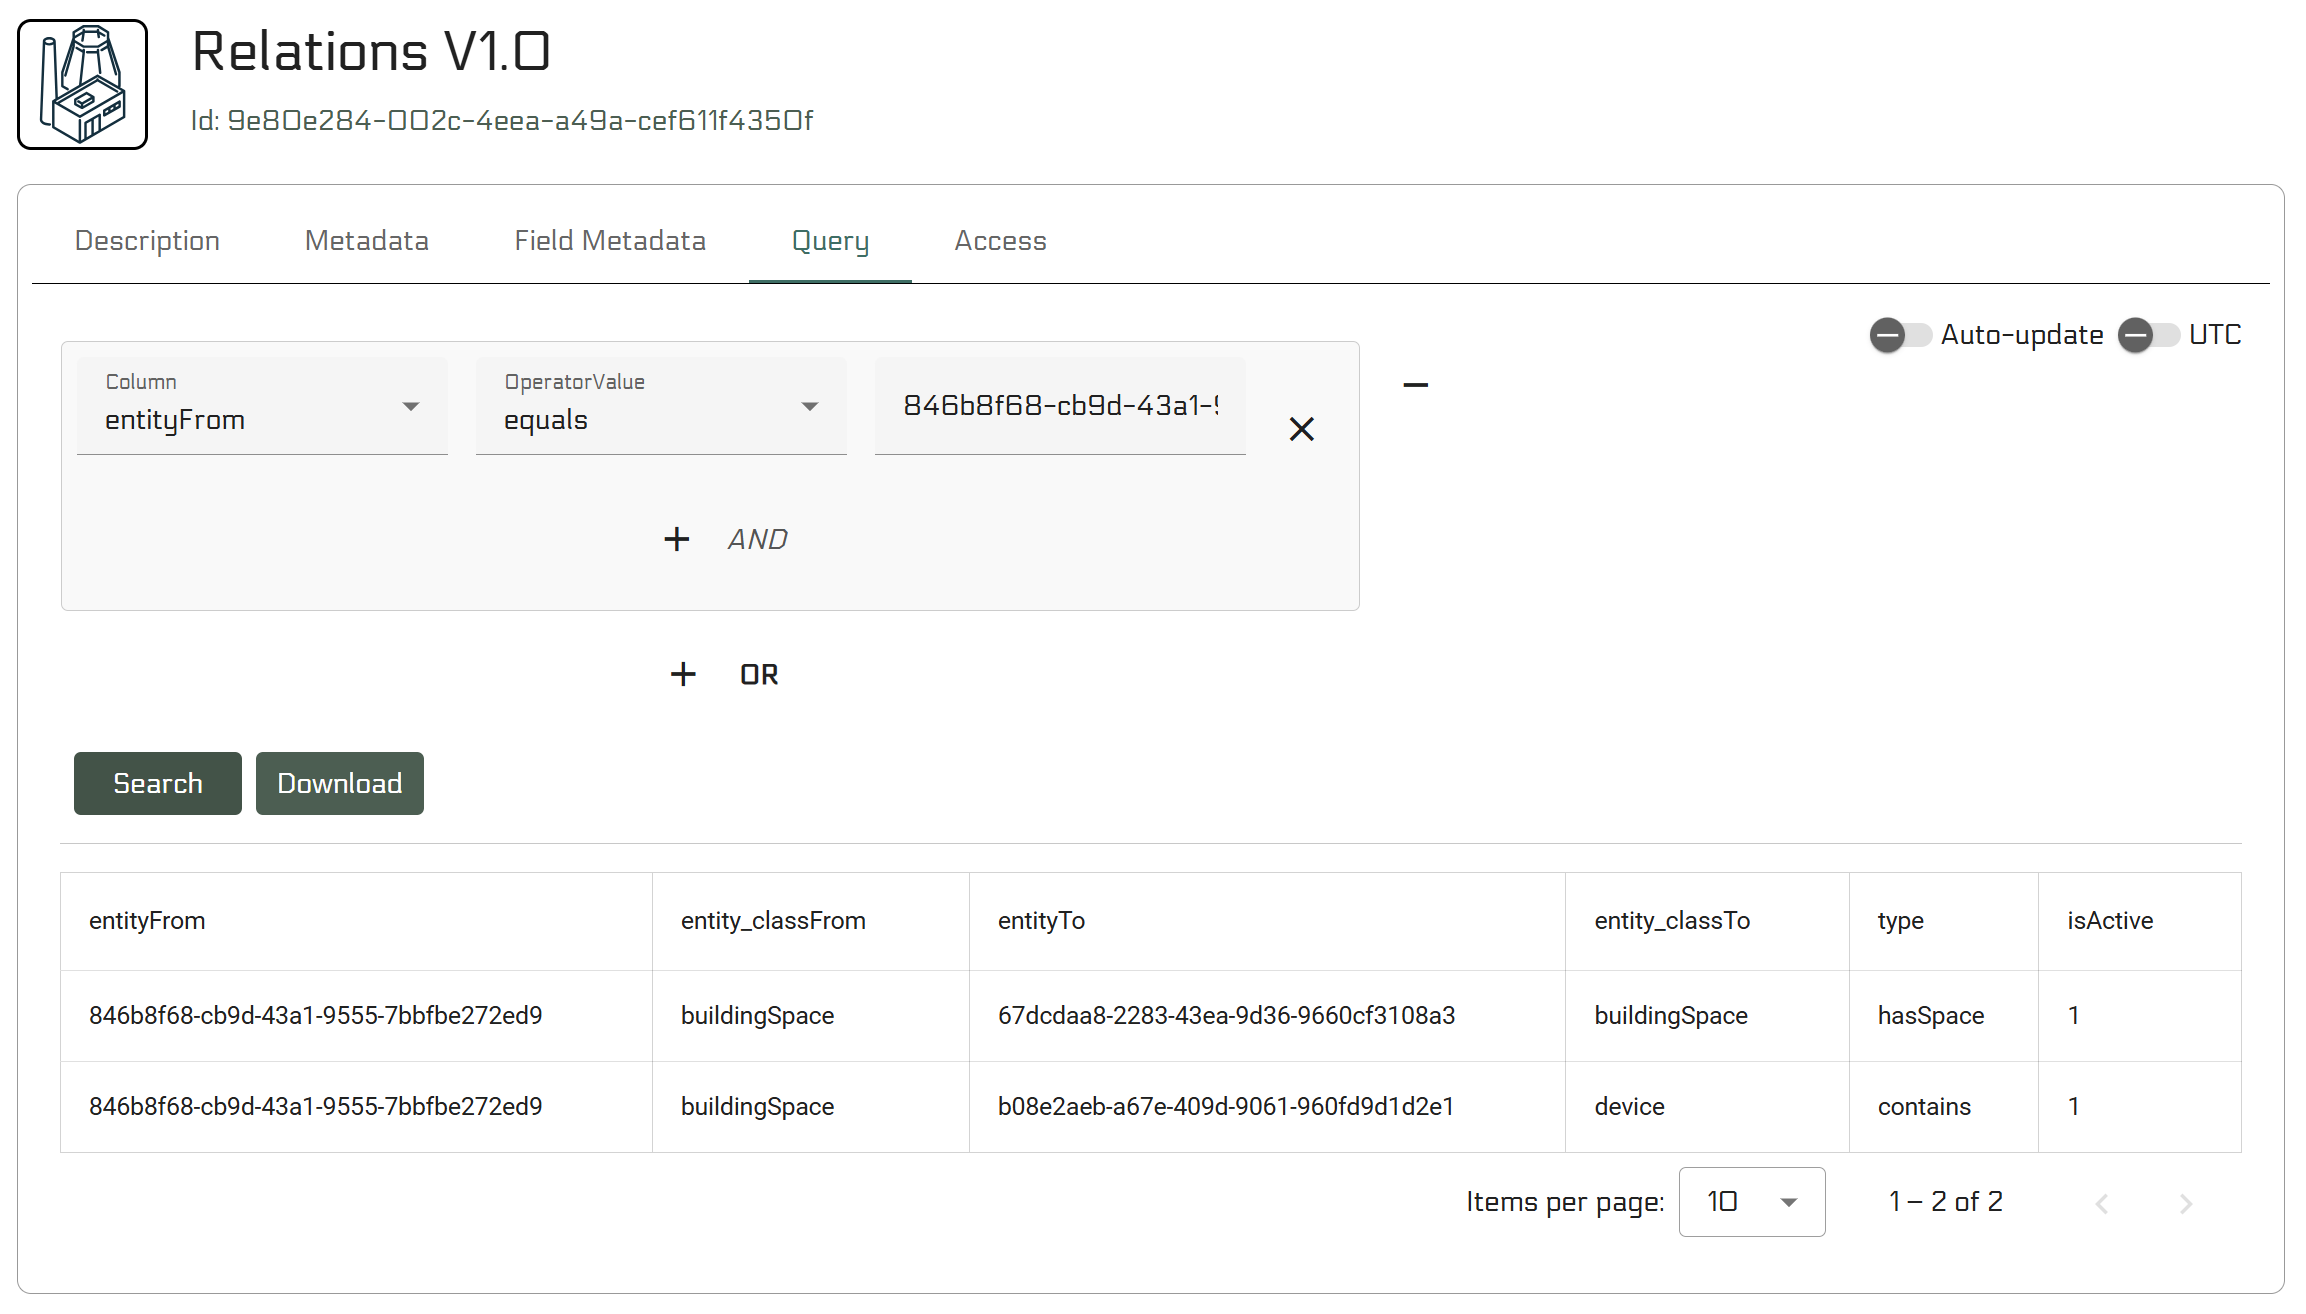 Relations V1.0
Id: 9e80e284-002c-4eea-a49a-cef611f4350f
Description Metadata Field Metadata Query Access
Auto-update UTC
Column OperatorValue
entityFrom equals 846b8f68-cb9d-43a1-
+ AND
+ OR
Search Download
entityFrom entity_classFrom entityTo entity_classTo type isActive
846b8f68-cb9d-43a1-9555-7bbfbe272ed9 buildingSpace 67dcdaa8-2283-43ea-9d36-9660cf3108a3 buildingSpace hasSpace 1
846b8f68-cb9d-43a1-9555-7bbfbe272ed9 buildingSpace b08e2aeb-a67e-409d-9061-960fd9d1d2e1 device contains 1
Items per page: 10 1 – 2 of 2